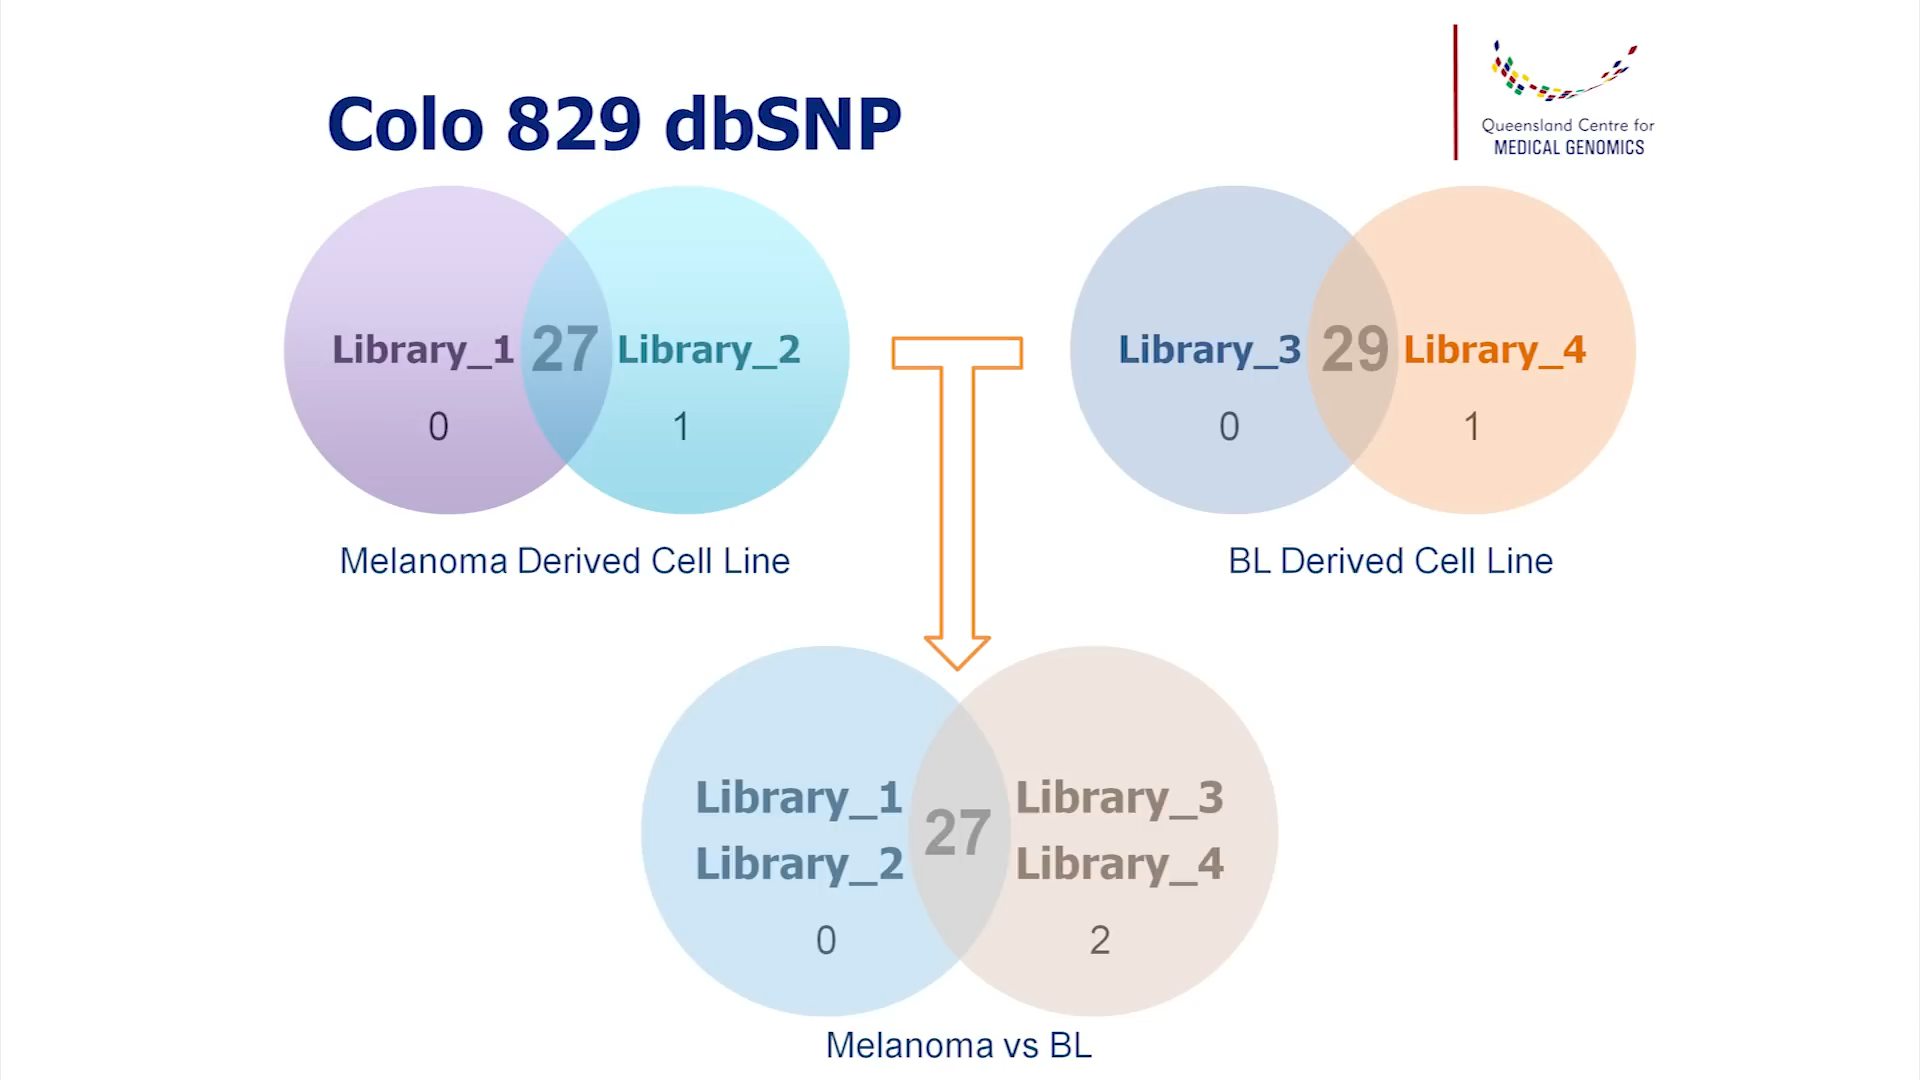 Colo 829 dbSNP
Queensland Centre for
MEDICAL GENOMICS
Library_1 27 Library_2
0 1
Melanoma Derived Cell Line
Library_3 29 Library_4
0 1
BL Derived Cell Line
Library_1 Library_3
27
Library_2 Library_4
0 2
Melanoma vs BL